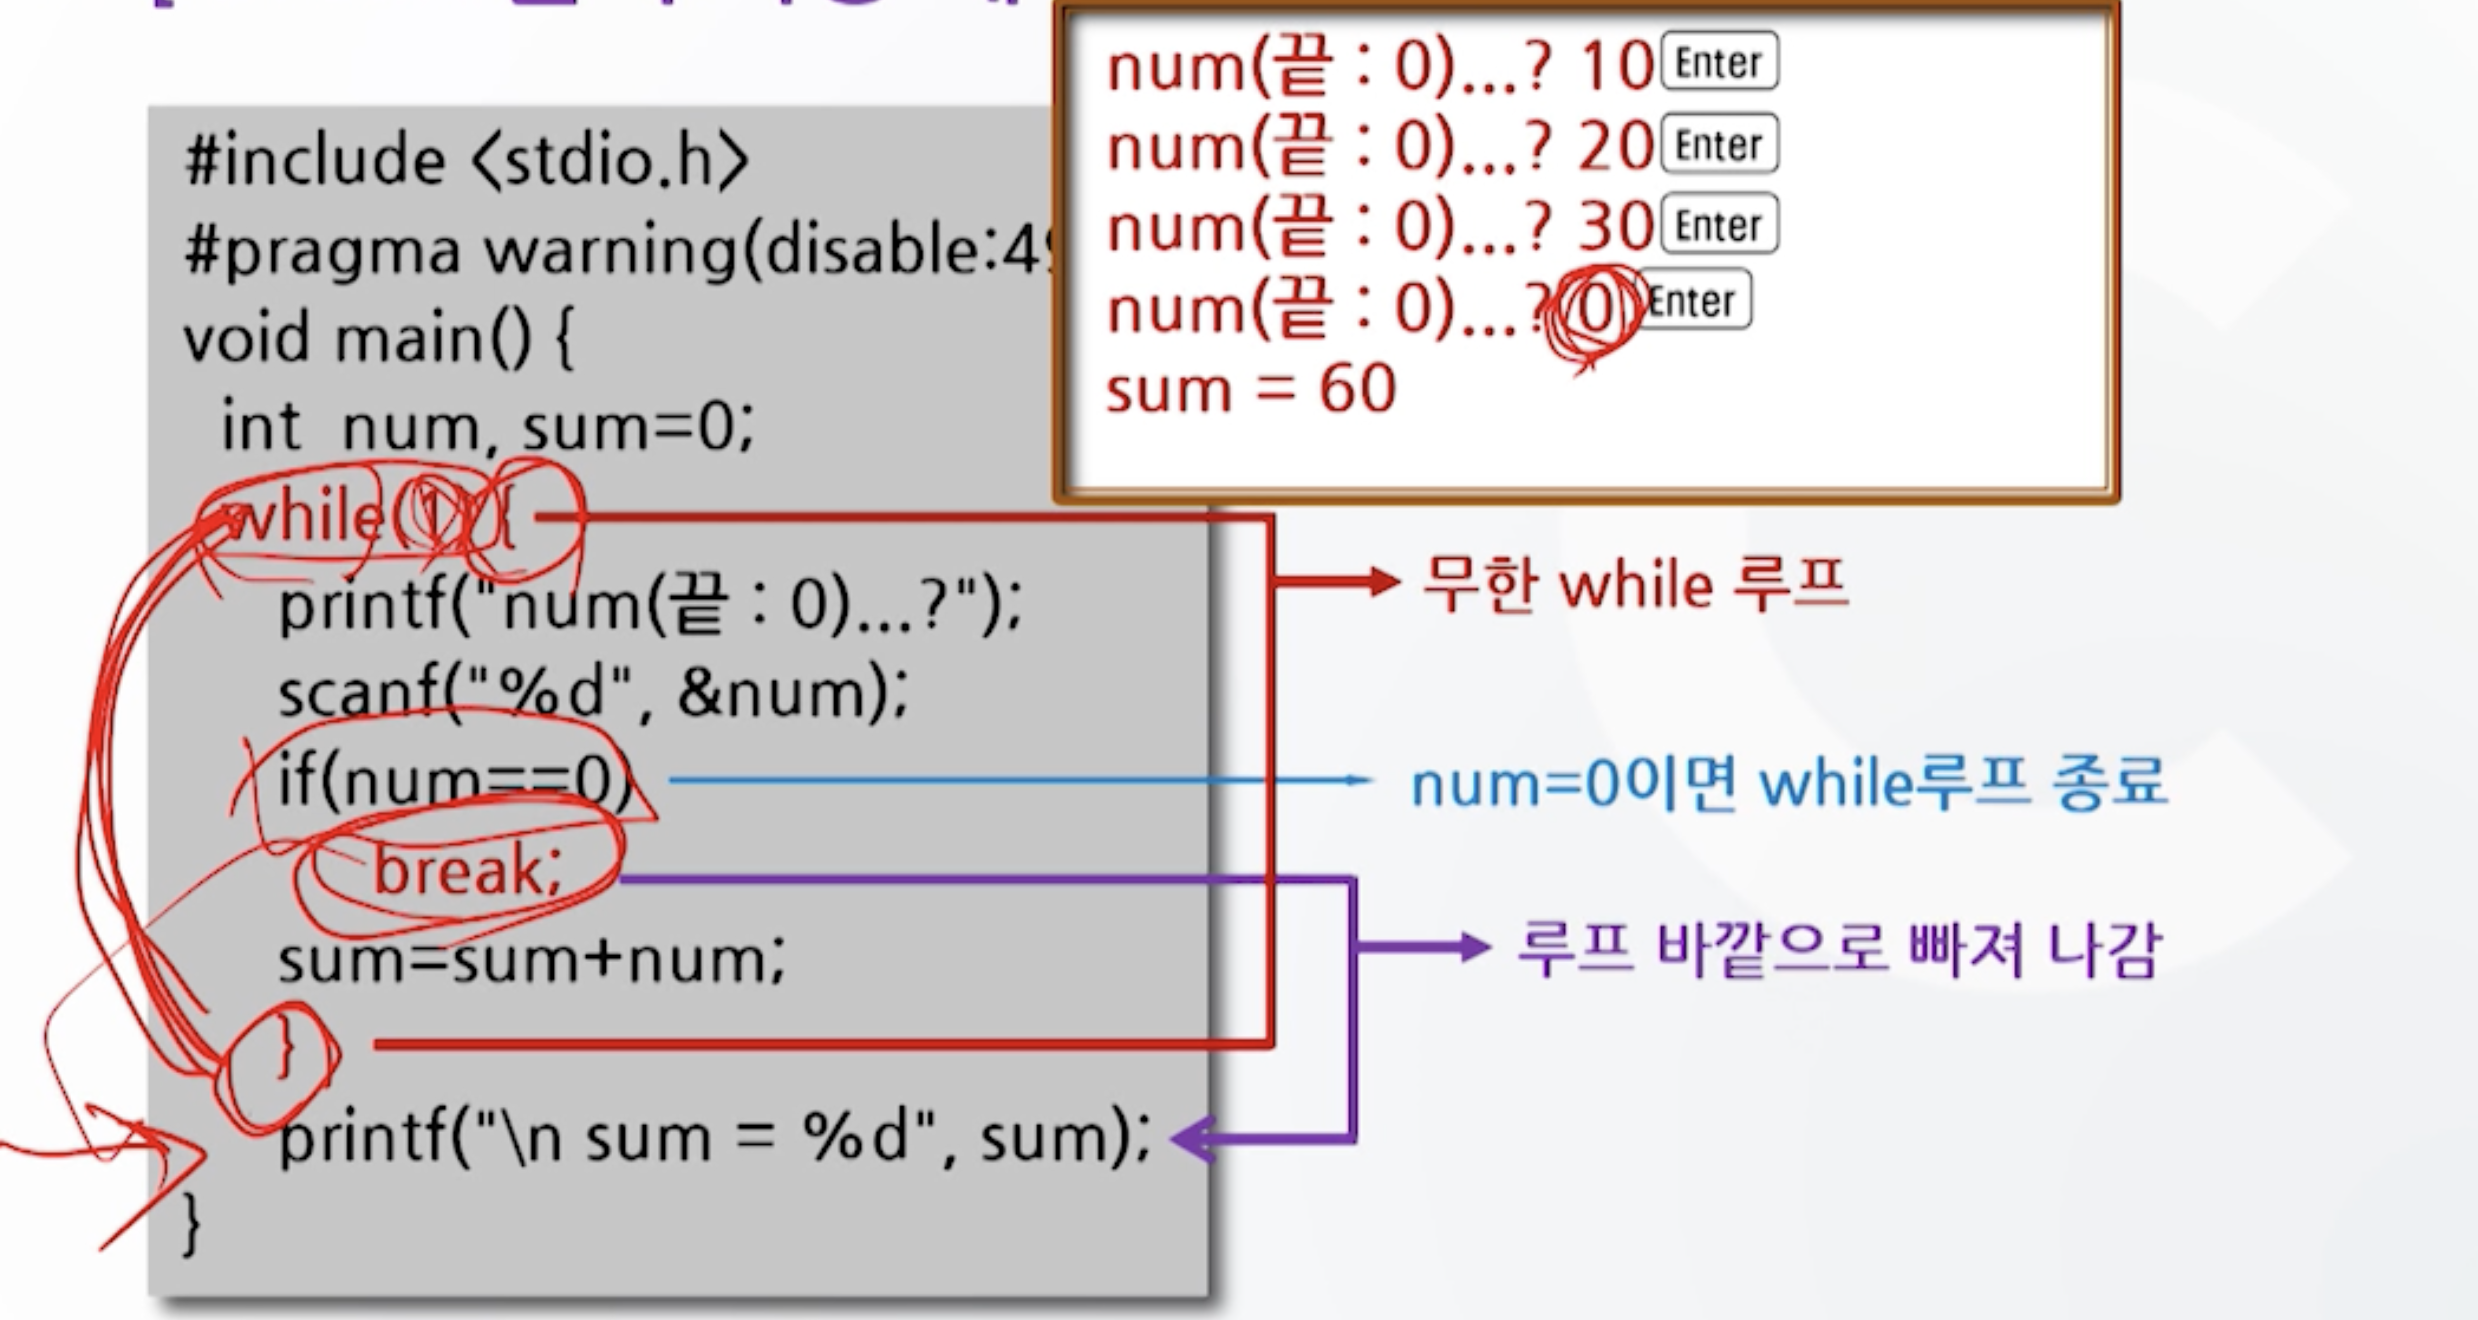 #include <stdio.h>
#pragma warning(disable:4
void main() {
int num, sum=0;
while(1) {
printf("num(끝 : 0)...?");
scanf("%d", &num);
if(num==0)
break;
sum=sum+num;
}
printf("\n sum = %d", sum);
}
num(끝 : 0)...? 10 Enter
num(끝 : 0)...? 20 Enter
num(끝 : 0)...? 30 Enter
num(끝 : 0)...? 0 Enter
sum = 60
무한 while 루프
num=0이면 while루프 종료
루프 바깥으로 빠져 나감